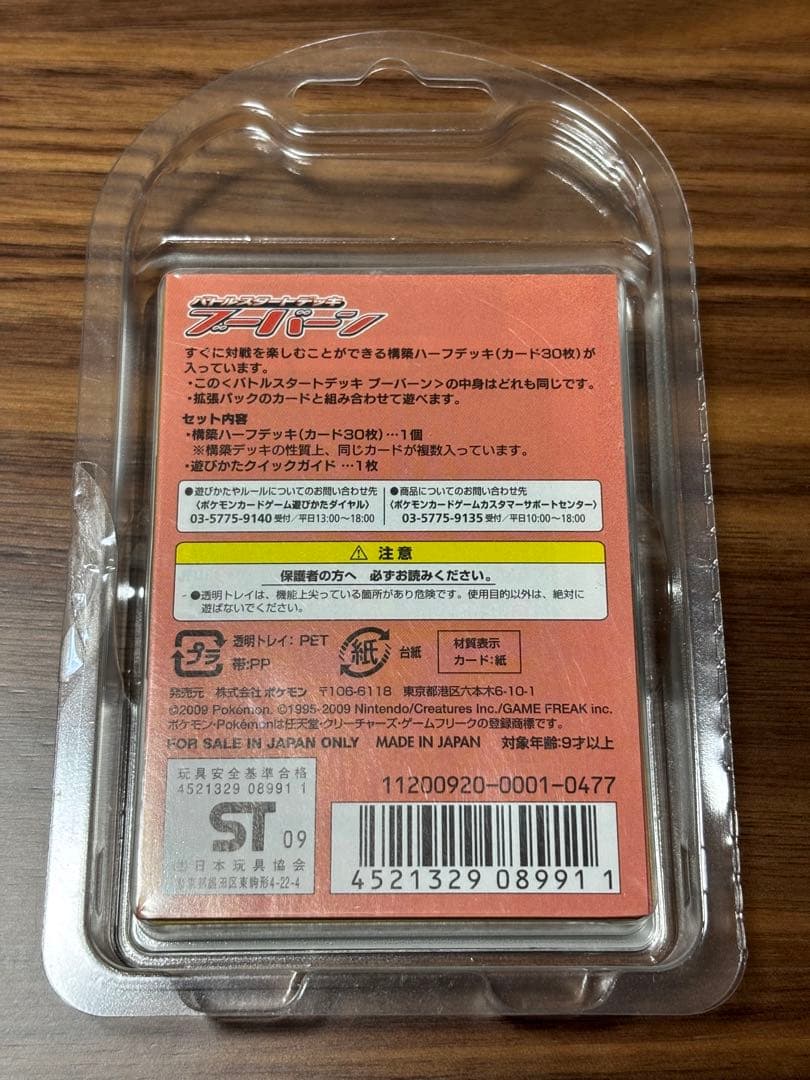 バトルスタートデッキ
ブーバーン
すぐに対戦を楽しむことができる構築ハーフデッキ(カード30枚)が
入っています。
・この<バトルスタートデッキ ブーバーン>の中身はどれも同じです。
・拡張パックのカードと組み合わせて遊べます。
セット内容
・構築ハーフデッキ(カード30枚)…1個
※構築デッキの性質上、同じカードが複数入っています。
・遊びかたクイックガイド …1枚
●遊びかたやルールについてのお問い合わせ先
〈ポケモンカードゲーム遊びかたダイヤル〉
03-5775-9140 受付/平日13:00〜18:00
●商品についてのお問い合わせ先
〈ポケモンカードゲームカスタマーサポートセンター〉
03-5775-9135 受付/平日10:00〜18:00
⚠ 注意
保護者の方へ 必ずお読みください。
●透明トレイは、機能上尖っている箇所があり危険です。使用目的以外は、絶対に
遊ばないでください。
プラ
透明トレイ:PET
帯:PP
紙
台紙
材質表示
カード:紙
発売元 株式会社 ポケモン 〒106-6118 東京都港区六本木6-10-1
©2009 Pokémon. ©1995-2009 Nintendo/Creatures Inc./GAME FREAK inc.
ポケモン・Pokémonは任天堂・クリーチャーズ・ゲームフリークの登録商標です。
FOR SALE IN JAPAN ONLY MADE IN JAPAN 対象年齢:9才以上
玩具安全基準合格
4521329 08991 1
ST 09
日本玩具協会
東京都墨田区東駒形4-22-4
11200920-0001-0477
4521329 08991 1